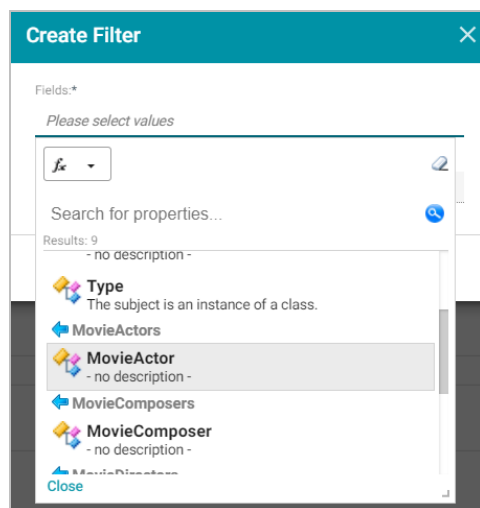 Create Filter
Fields:*
Please select values
fx
Search for properties...
Results: 9
- no description -
Type
The subject is an instance of a class.
MovieActors
MovieActor
- no description -
MovieComposers
MovieComposer
- no description -
MovieDirectors
Close